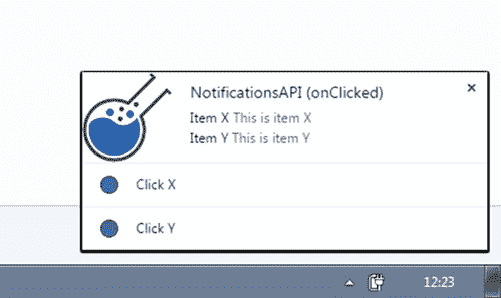 NotificationsAPI (onClicked)
Item X This is item X
Item Y This is item Y
Click X
Click Y
12:23